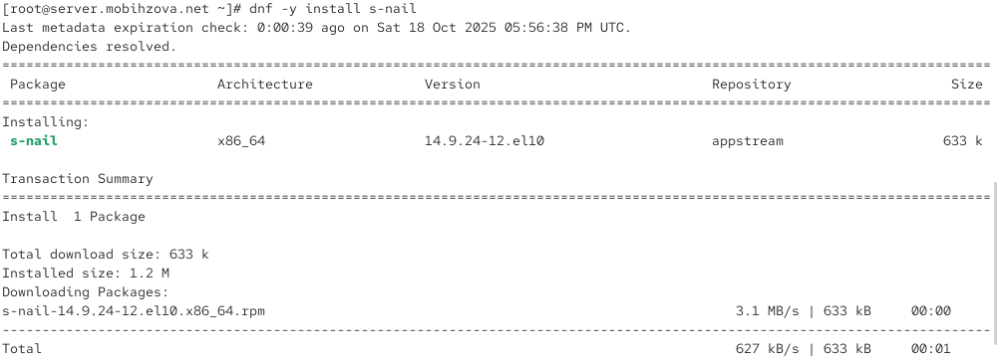 [root@server.mobihzova.net ~]# dnf -y install s-nail
Last metadata expiration check: 0:00:39 ago on Sat 18 Oct 2025 05:56:38 PM UTC.
Dependencies resolved.
================================================================================
Package Architecture Version Repository Size
================================================================================
Installing:
s-nail x86_64 14.9.24-12.el10 appstream 633 k
Transaction Summary
================================================================================
Install 1 Package
Total download size: 633 k
Installed size: 1.2 M
Downloading Packages:
s-nail-14.9.24-12.el10.x86_64.rpm 3.1 MB/s | 633 kB 00:00
--------------------------------------------------------------------------------
Total 627 kB/s | 633 kB 00:01